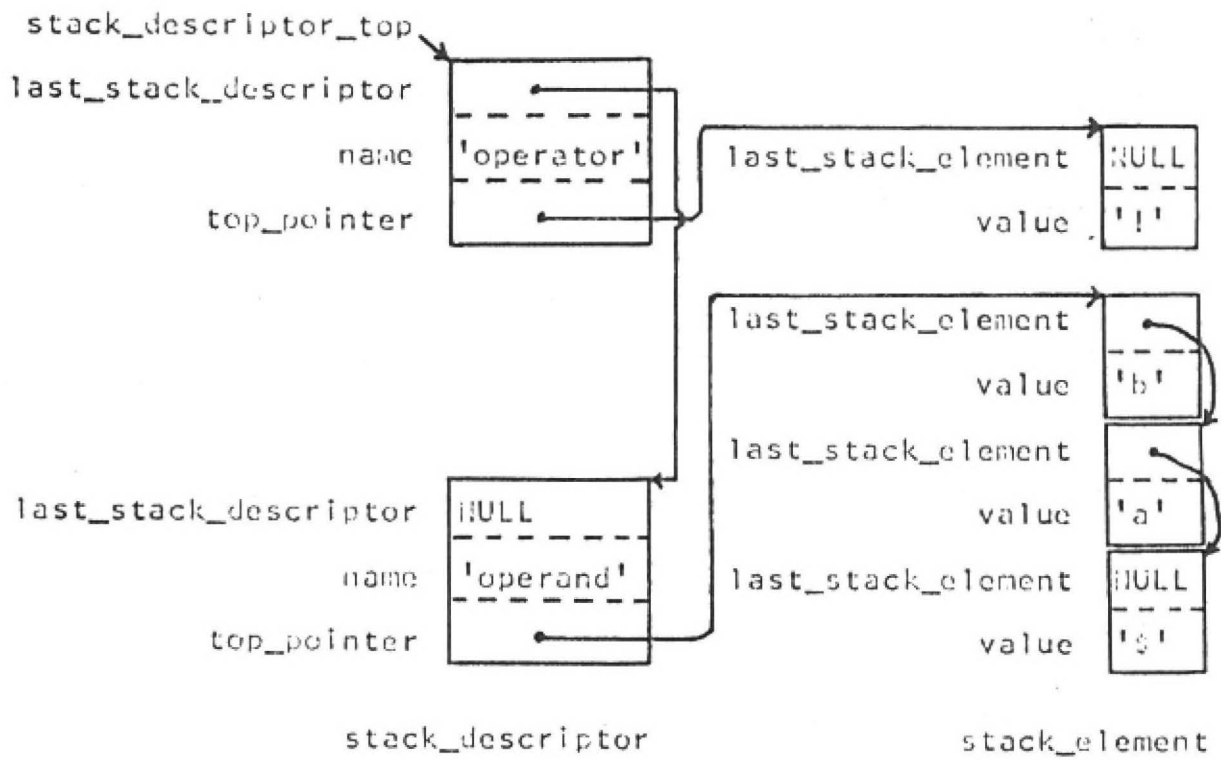 stack_descriptor_top
last_stack_descriptor
name 'operator'
top_pointer
last_stack_element NULL
value '!'
last_stack_element
value 'b'
last_stack_element
value 'a'
last_stack_descriptor NULL
name 'operand'
top_pointer
last_stack_element NULL
value
stack_descriptor stack_element